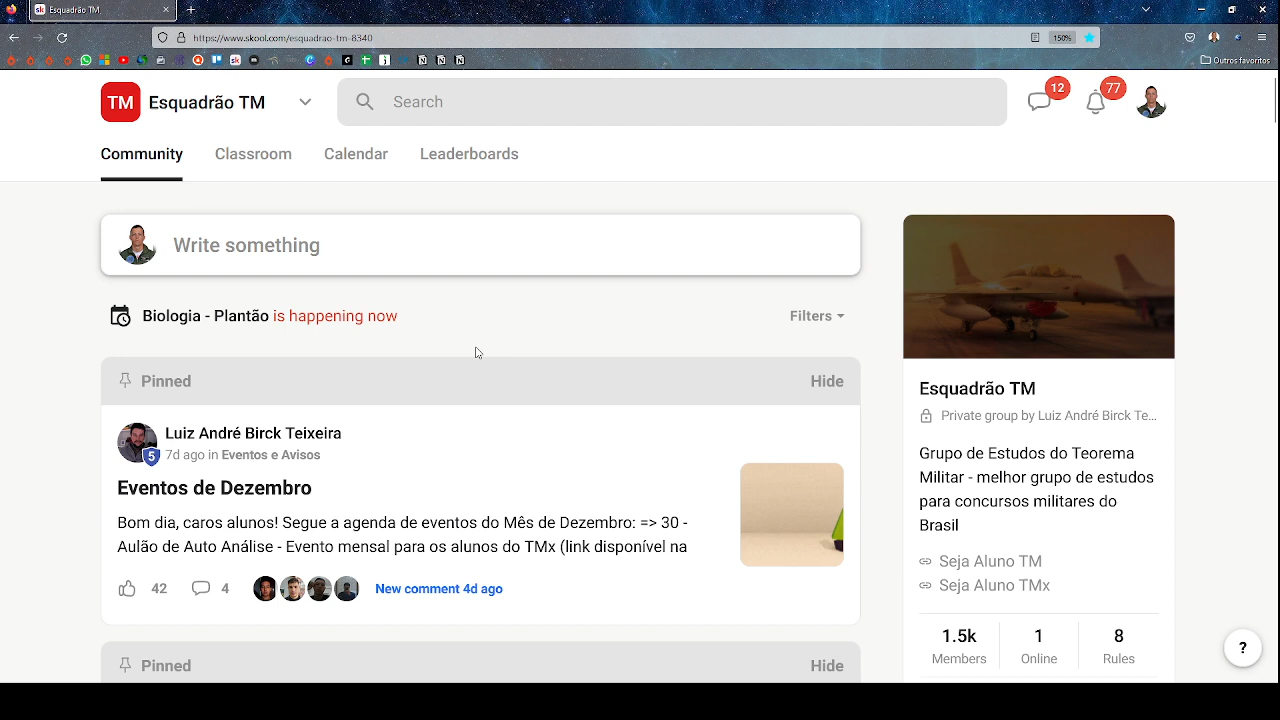 Esquadrão TM
https://www.skool.com/esquadrao-tm-8340
150%
Outros favoritos
TM
Esquadrão TM
Search
12
77
Community
Classroom
Calendar
Leaderboards
Write something
Biologia - Plantão is happening now
Filters
Pinned
Hide
Luiz André Birck Teixeira
5
7d ago in Eventos e Avisos
Eventos de Dezembro
Bom dia, caros alunos! Segue a agenda de eventos do Mês de Dezembro: => 30 -
Aulão de Auto Análise - Evento mensal para os alunos do TMx (link disponível na
42
4
New comment 4d ago
Pinned
Hide
Esquadrão TM
Private group by Luiz André Birck Te...
Grupo de Estudos do Teorema
Militar - melhor grupo de estudos
para concursos militares do
Brasil
Seja Aluno TM
Seja Aluno TMx
1.5k
Members
1
Online
8
Rules
?